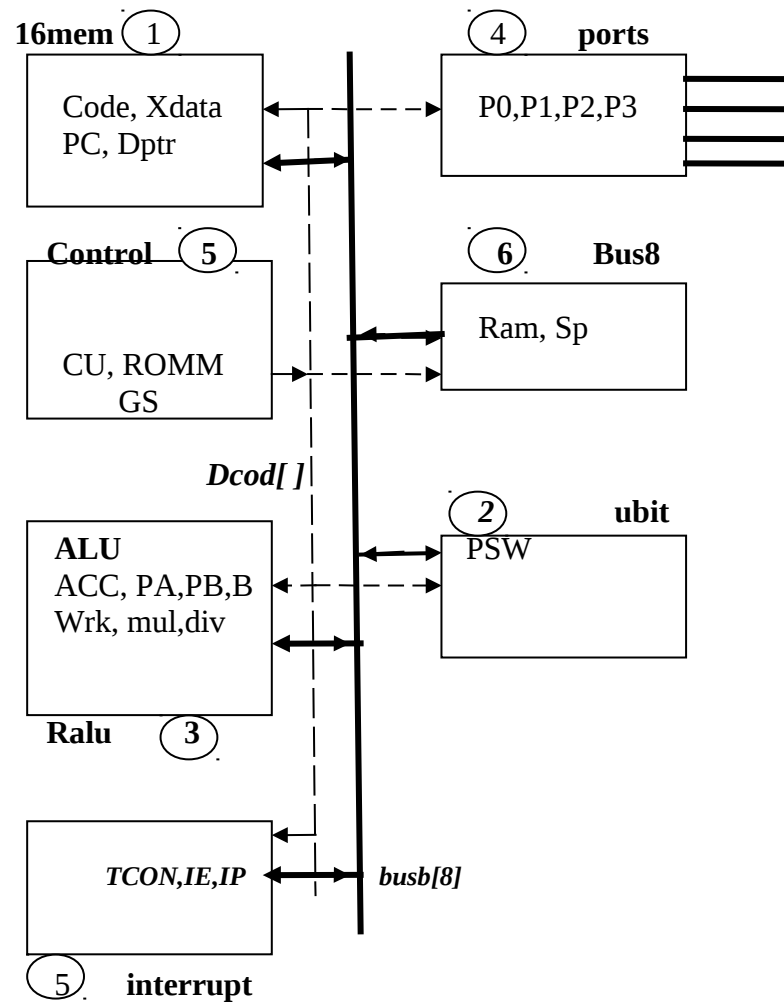 16mem 1
Code, Xdata
PC, Dptr
4 ports
P0,P1,P2,P3
Control 5
CU, ROMM
GS
6 Bus8
Ram, Sp
Dcod[ ]
2 ubit
PSW
ALU
ACC, PA,PB,B
Wrk, mul,div
Ralu 3
TCON,IE,IP
busb[8]
5 interrupt